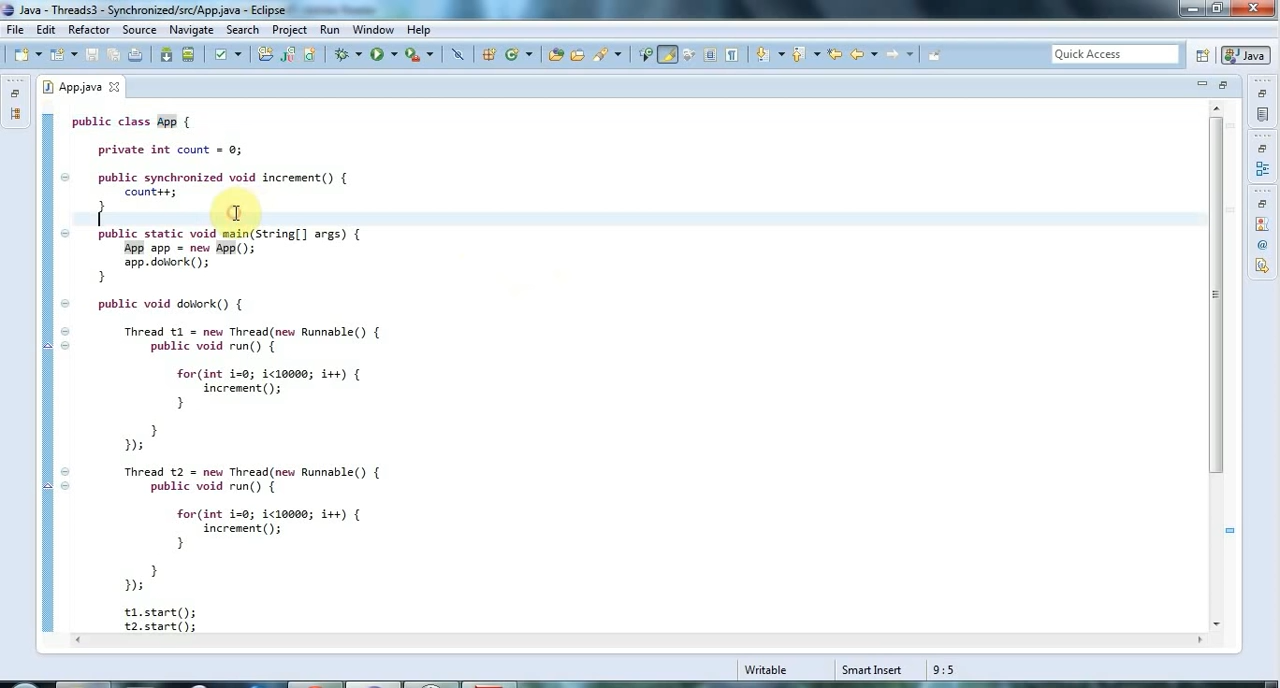 Java - Threads3 - Synchronized/src/App.java - Eclipse
File Edit Refactor Source Navigate Search Project Run Window Help
Quick Access
Java
App.java
public class App {
private int count = 0;
public synchronized void increment() {
count++;
}
public static void main(String[] args) {
App app = new App();
app.doWork();
}
public void doWork() {
Thread t1 = new Thread(new Runnable() {
public void run() {
for(int i=0; i<10000; i++) {
increment();
}
}
});
Thread t2 = new Thread(new Runnable() {
public void run() {
for(int i=0; i<10000; i++) {
increment();
}
}
});
t1.start();
t2.start();
Writable Smart Insert 9 : 5